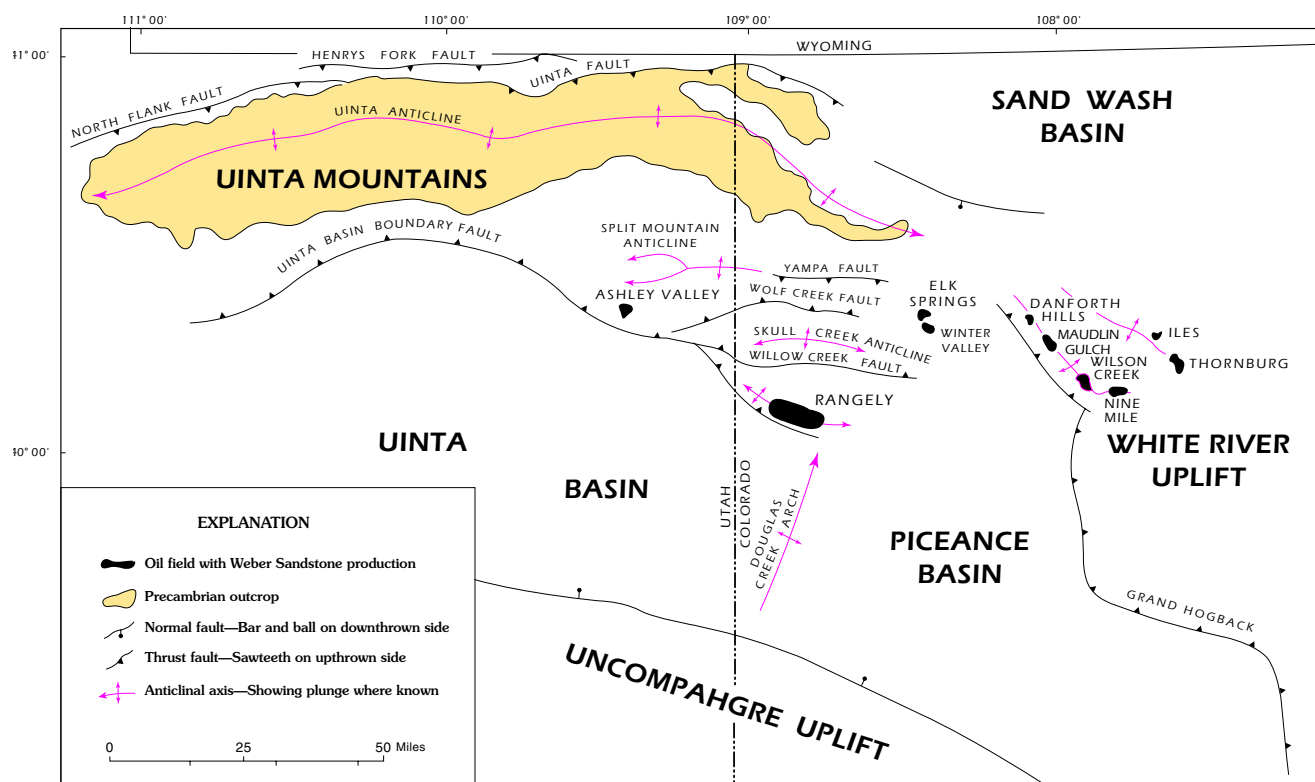 111° 00'
110° 00'
109° 00'
108° 00'
41° 00'
WYOMING
HENRYS FORK FAULT
UINTA FAULT
NORTH FLANK FAULT
UINTA ANTICLINE
SAND WASH
BASIN
UINTA MOUNTAINS
UINTA BASIN BOUNDARY FAULT
SPLIT MOUNTAIN
ANTICLINE
YAMPA FAULT
ELK
SPRINGS
ASHLEY VALLEY
WOLF CREEK FAULT
DANFORTH
HILLS
WINTER
VALLEY
SKULL CREEK ANTICLINE
MAUDLIN
GULCH
ILES
WILLOW CREEK FAULT
WILSON
CREEK
THORNBURG
RANGELY
NINE
MILE
UINTA
BASIN
40° 00'
WHITE RIVER
UPLIFT
UTAH
COLORADO
DOUGLAS
CREEK ARCH
PICEANCE
BASIN
GRAND HOGBACK
UNCOMPAHGRE UPLIFT
EXPLANATION
Oil field with Weber Sandstone production
Precambrian outcrop
Normal fault—Bar and ball on downthrown side
Thrust fault—Sawteeth on upthrown side
Anticlinal axis—Showing plunge where known
0 25 50 Miles